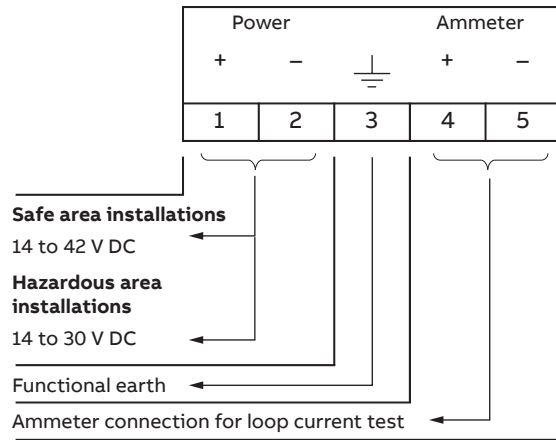 Power Ammeter
+ – + –
1 2 3 4 5
Safe area installations
14 to 42 V DC
Hazardous area
installations
14 to 30 V DC
Functional earth
Ammeter connection for loop current test